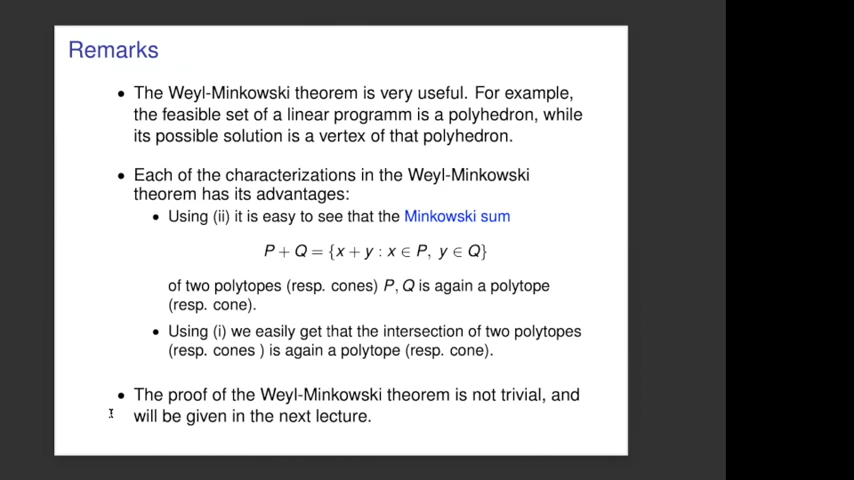 Remarks
• The Weyl-Minkowski theorem is very useful. For example,
the feasible set of a linear programm is a polyhedron, while
its possible solution is a vertex of that polyhedron.
• Each of the characterizations in the Weyl-Minkowski
theorem has its advantages:
• Using (ii) it is easy to see that the Minkowski sum
P + Q = {x + y : x ∈ P, y ∈ Q}
of two polytopes (resp. cones) P, Q is again a polytope
(resp. cone).
• Using (i) we easily get that the intersection of two polytopes
(resp. cones ) is again a polytope (resp. cone).
• The proof of the Weyl-Minkowski theorem is not trivial, and
will be given in the next lecture.